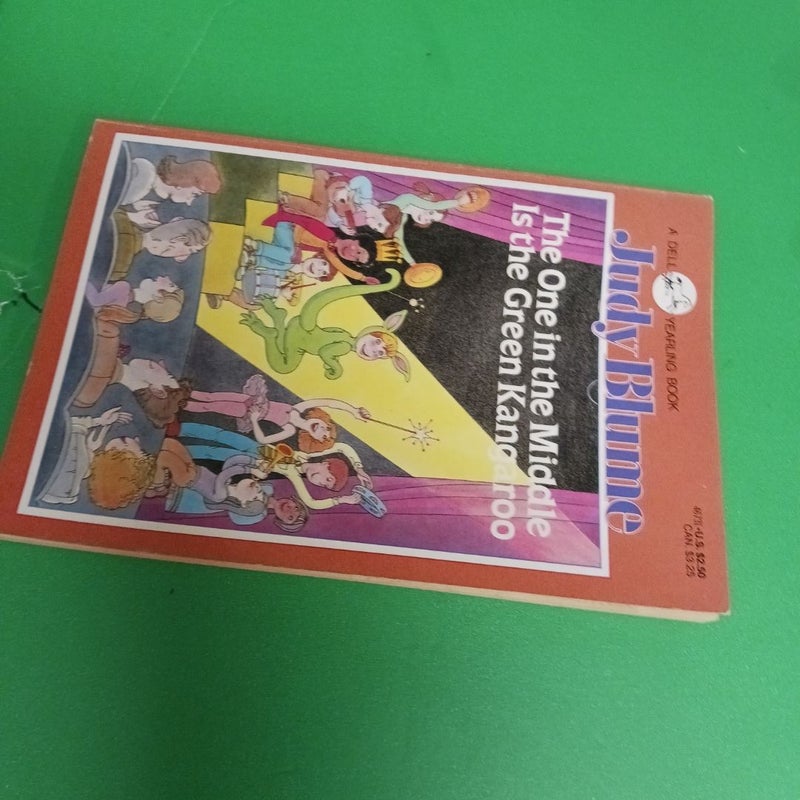 A DELL YEARLING BOOK
46731-U.S. $2.50
CAN. $3.25
Judy Blume
The One in the Middle
Is the Green Kangaroo